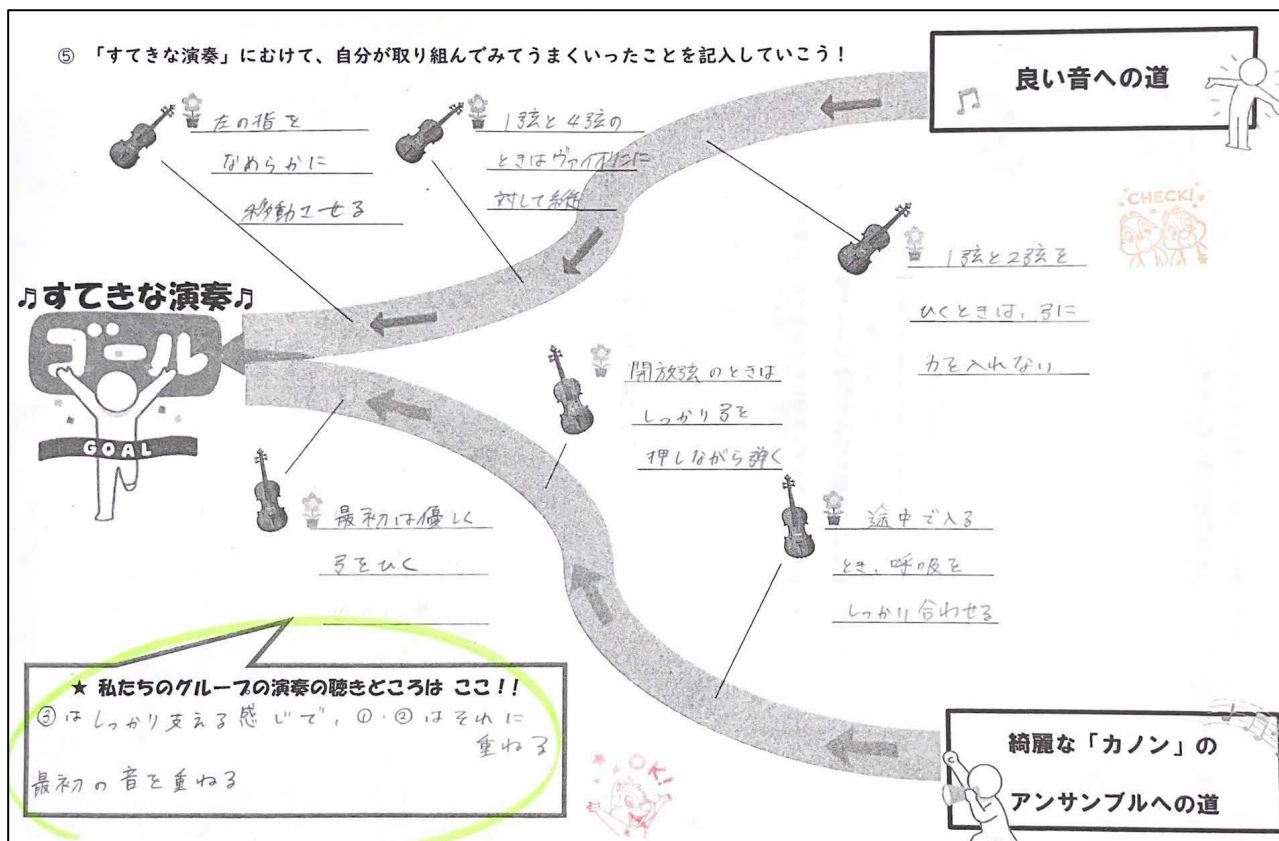 ⑤ 「すてきな演奏」にむけて、自分が取り組んでみてうまくいったことを記入していこう！
良い音への道
左の指を
なめらかに
移動させる
1弦と4弦の
ときはヴァイオリンに
対して縦
CHECK!
1弦と2弦を
ひくときは，弓に
力を入れない
♫すてきな演奏♫
ゴール
GOAL
開放弦のときは
しっかり弓を
押しながら弾く
最初は優しく
弓をひく
途中で入る
とき，呼吸を
しっかり合わせる
★ 私たちのグループの演奏の聴きどころは ここ！！
③はしっかり支える感じで，①・②はそれに
重ねる
最初の音を重ねる
OK!
綺麗な「カノン」の
アンサンブルへの道